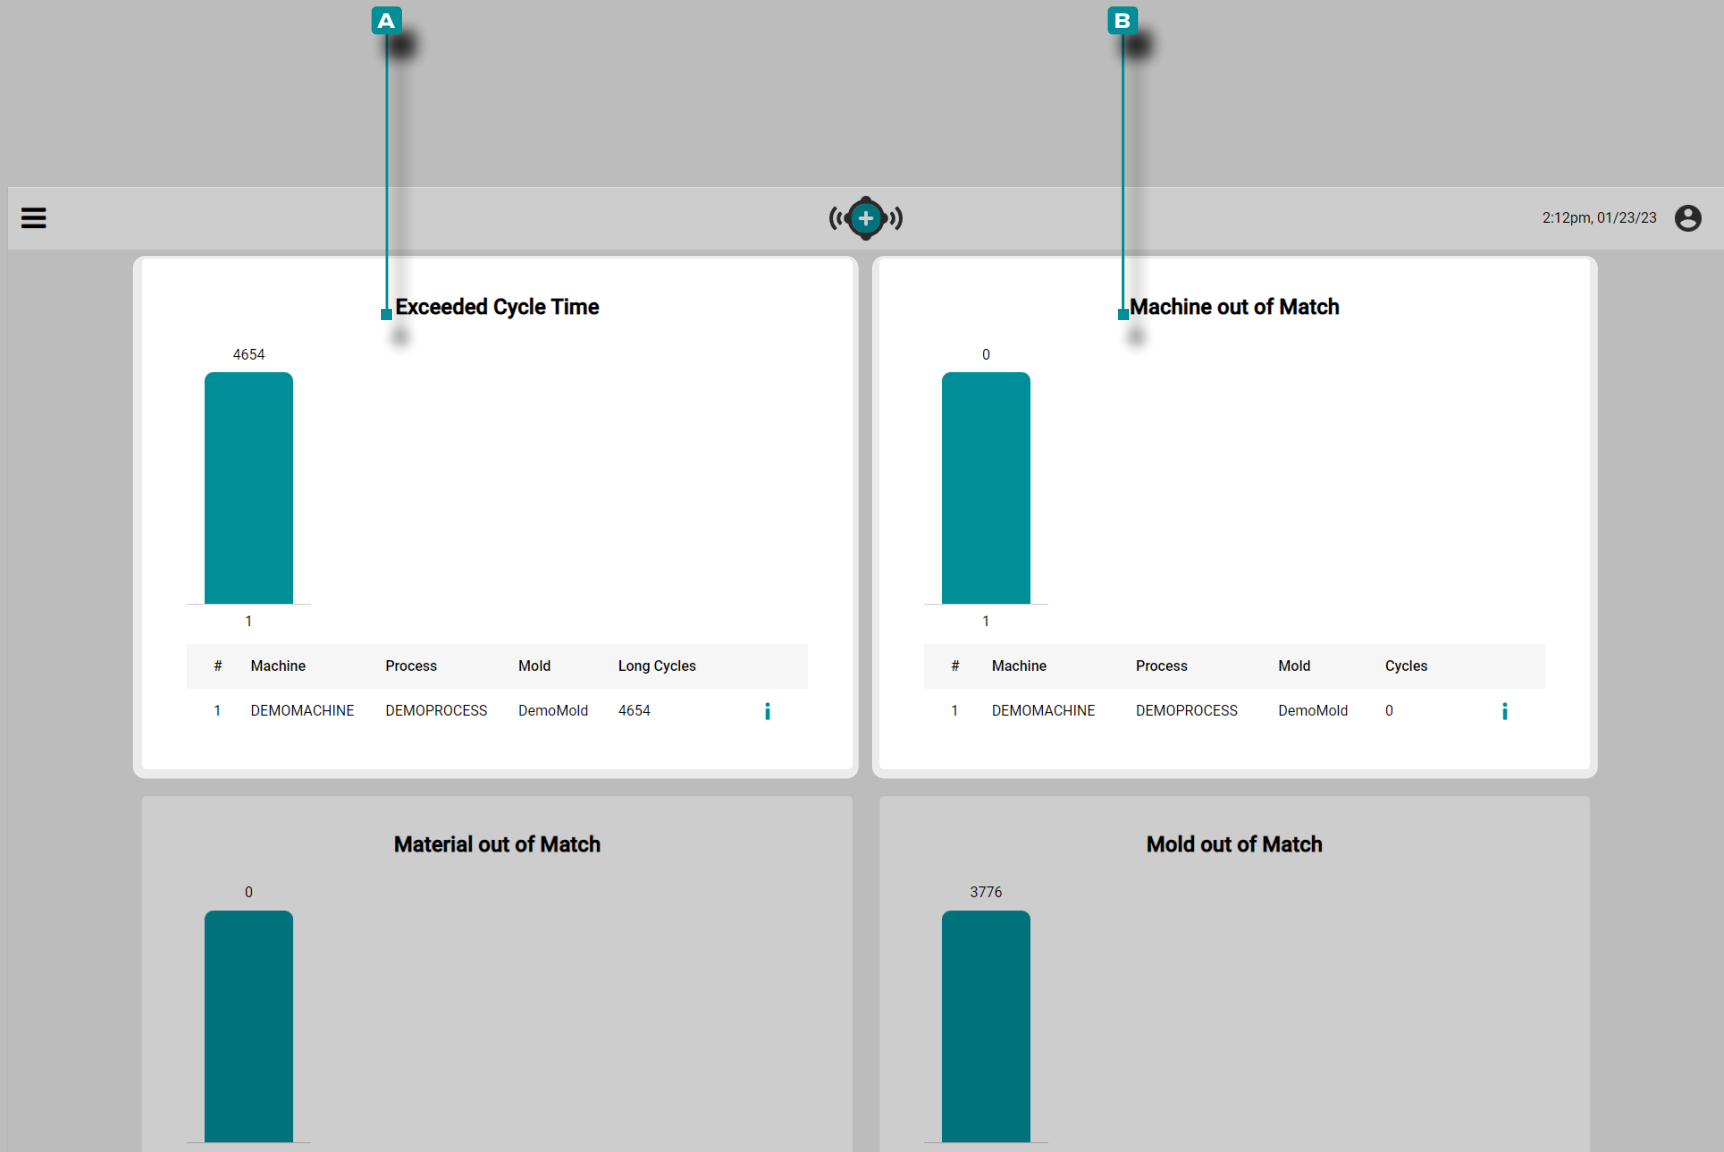 A
B
2:12pm, 01/23/23
Exceeded Cycle Time
4654
1
# Machine Process Mold Long Cycles
1 DEMOMACHINE DEMOPROCESS DemoMold 4654 i
Machine out of Match
0
1
# Machine Process Mold Cycles
1 DEMOMACHINE DEMOPROCESS DemoMold 0 i
Material out of Match
0
Mold out of Match
3776